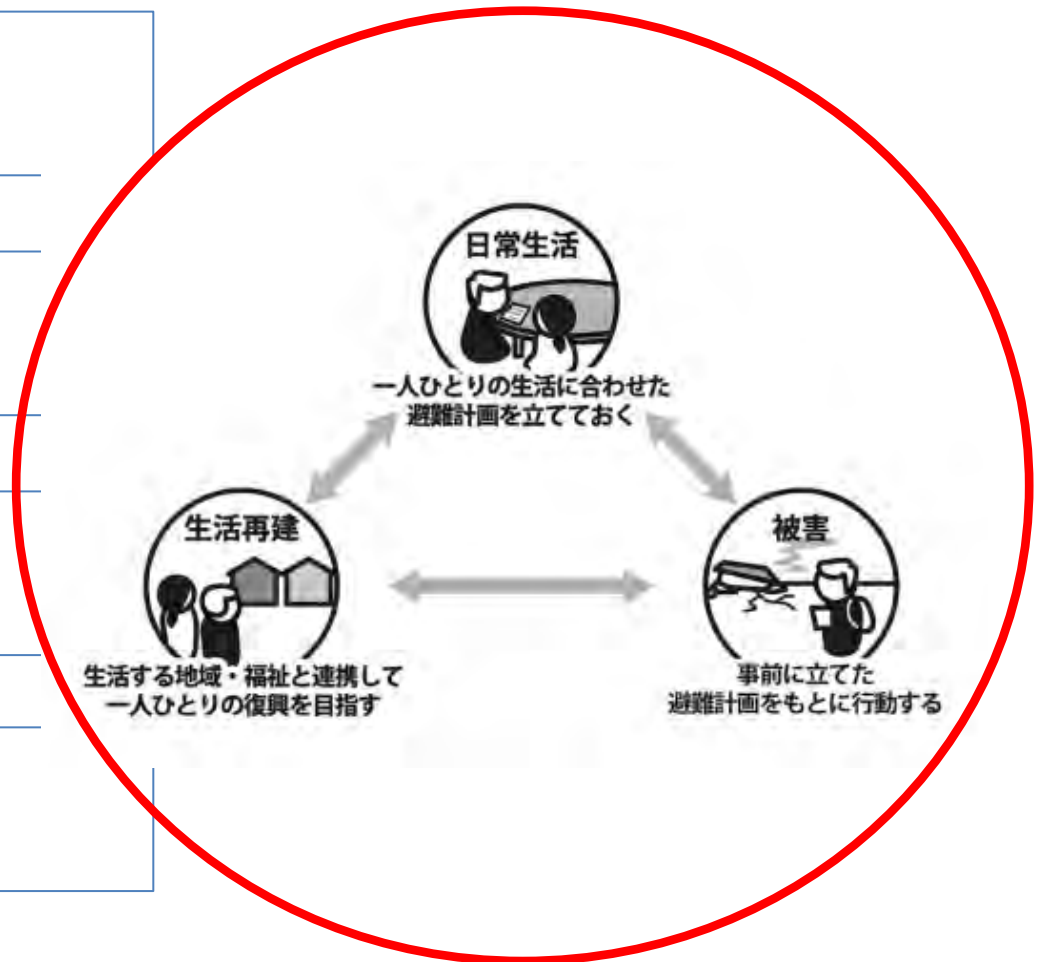 日常生活
一人ひとりの生活に合わせた
避難計画を立てておく
生活再建
生活する地域・福祉と連携して
一人ひとりの復興を目指す
被害
事前に立てた
避難計画をもとに行動する